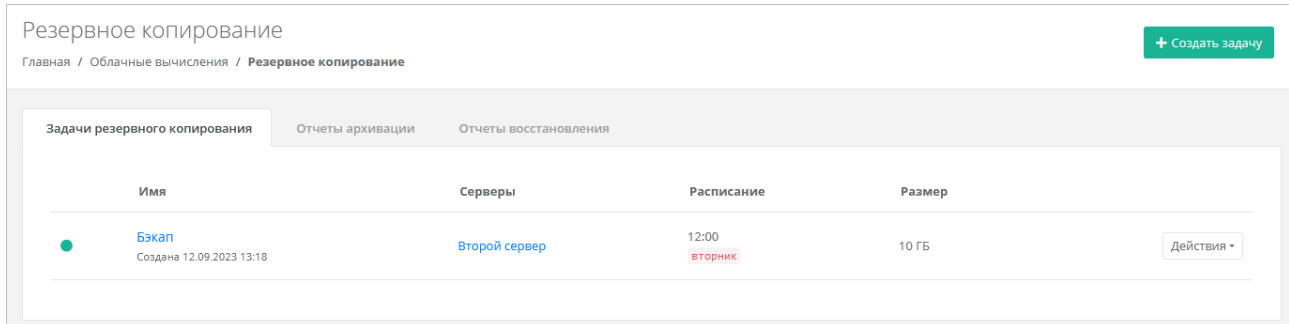 Резервное копирование
+ Создать задачу
Главная / Облачные вычисления / Резервное копирование
Задачи резервного копирования Отчеты архивации Отчеты восстановления
Имя Серверы Расписание Размер
Бэкап Второй сервер 12:00 10 ГБ Действия
Создана 12.09.2023 13:18 вторник